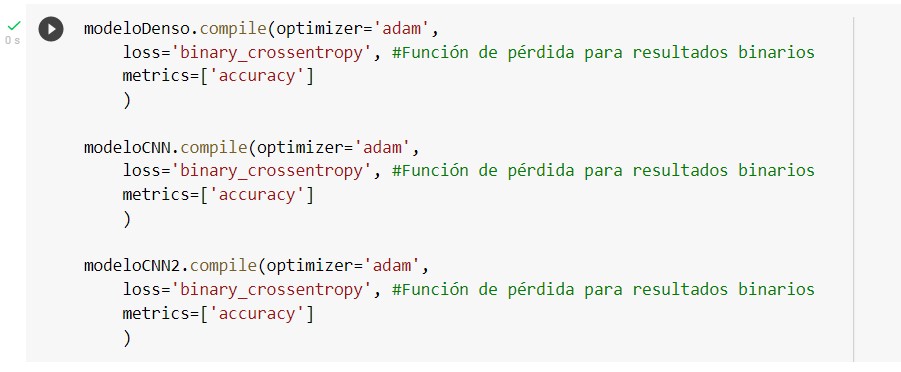 modeloDenso.compile(optimizer='adam',
loss='binary_crossentropy', #Función de pérdida para resultados binarios
metrics=['accuracy']
)
modeloCNN.compile(optimizer='adam',
loss='binary_crossentropy', #Función de pérdida para resultados binarios
metrics=['accuracy']
)
modeloCNN2.compile(optimizer='adam',
loss='binary_crossentropy', #Función de pérdida para resultados binarios
metrics=['accuracy']
)
0 s